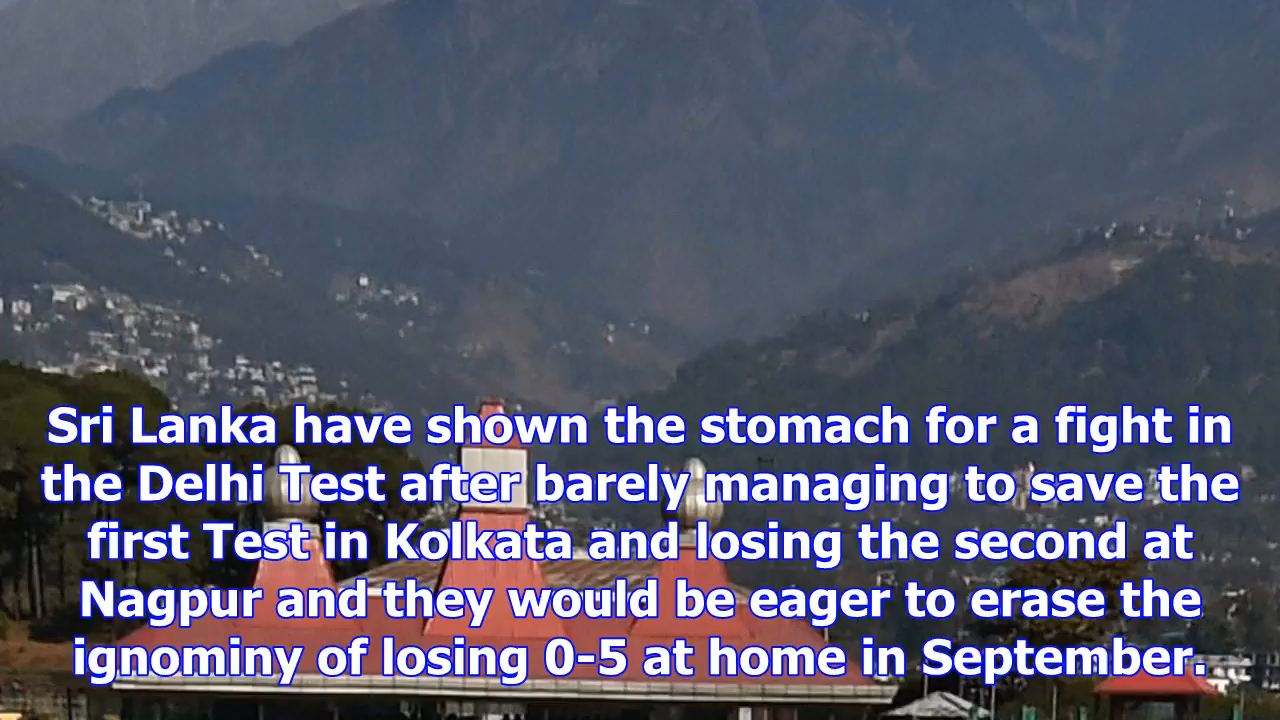 Sri Lanka have shown the stomach for a fight in
the Delhi Test after barely managing to save the
first Test in Kolkata and losing the second at
Nagpur and they would be eager to erase the
ignominy of losing 0-5 at home in September.